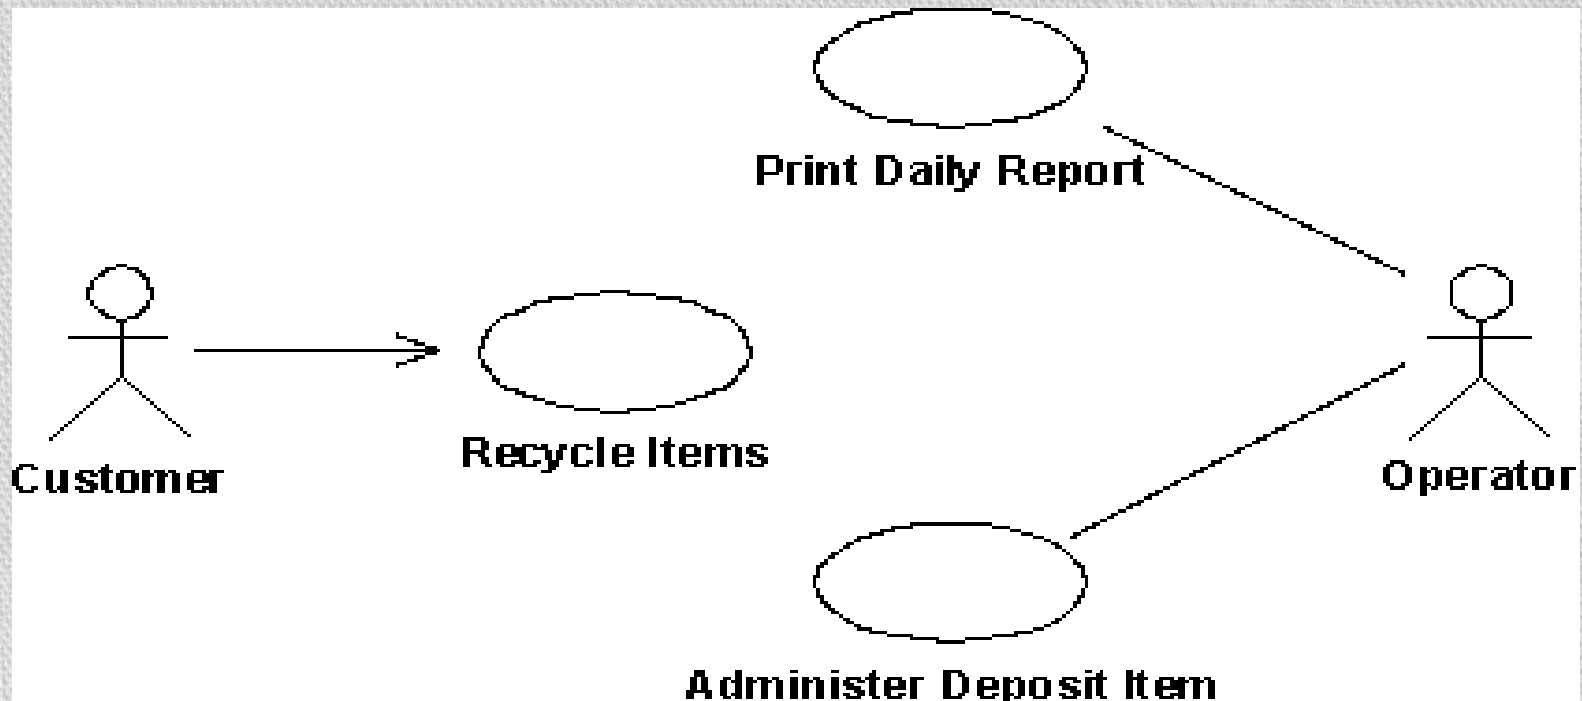 Print Daily Report
Customer
Recycle Items
Operator
Administer Deposit Item